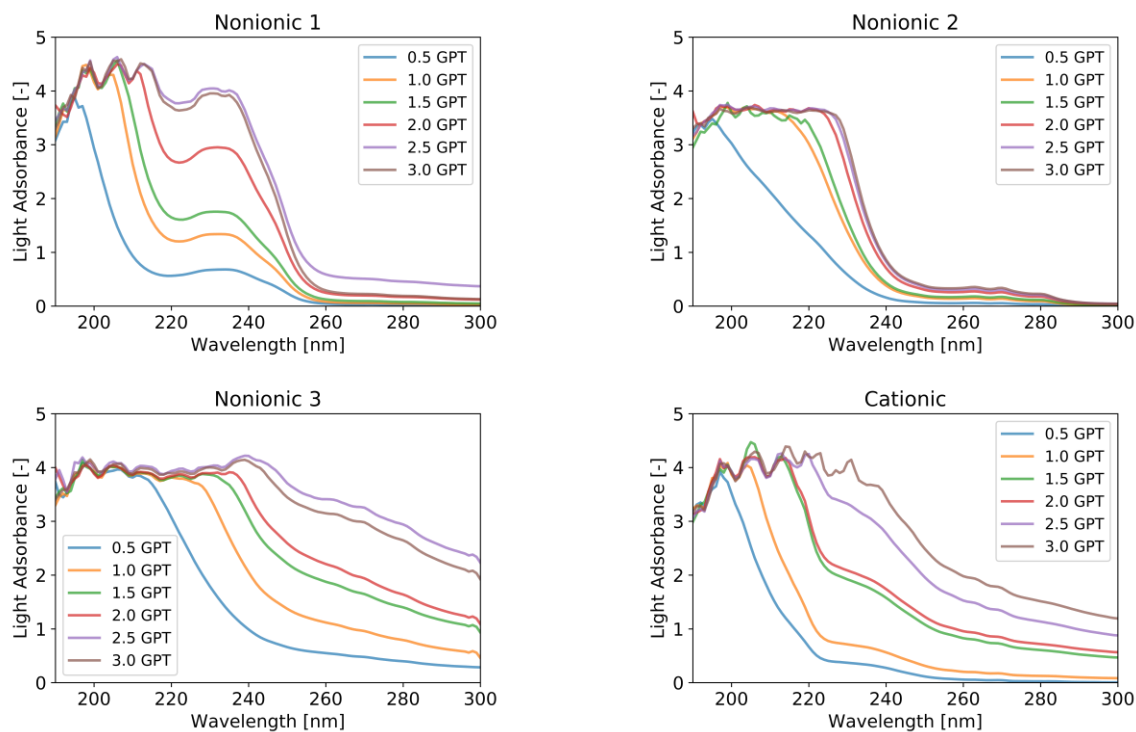 Nonionic 1
5
4
3
2
1
0
Light Adsorbance [-]
0.5 GPT
1.0 GPT
1.5 GPT
2.0 GPT
2.5 GPT
3.0 GPT
200 220 240 260 280 300
Wavelength [nm]
Nonionic 2
5
4
3
2
1
0
Light Adsorbance [-]
0.5 GPT
1.0 GPT
1.5 GPT
2.0 GPT
2.5 GPT
3.0 GPT
200 220 240 260 280 300
Wavelength [nm]
Nonionic 3
5
4
3
2
1
0
Light Adsorbance [-]
0.5 GPT
1.0 GPT
1.5 GPT
2.0 GPT
2.5 GPT
3.0 GPT
200 220 240 260 280 300
Wavelength [nm]
Cationic
5
4
3
2
1
0
Light Adsorbance [-]
0.5 GPT
1.0 GPT
1.5 GPT
2.0 GPT
2.5 GPT
3.0 GPT
200 220 240 260 280 300
Wavelength [nm]